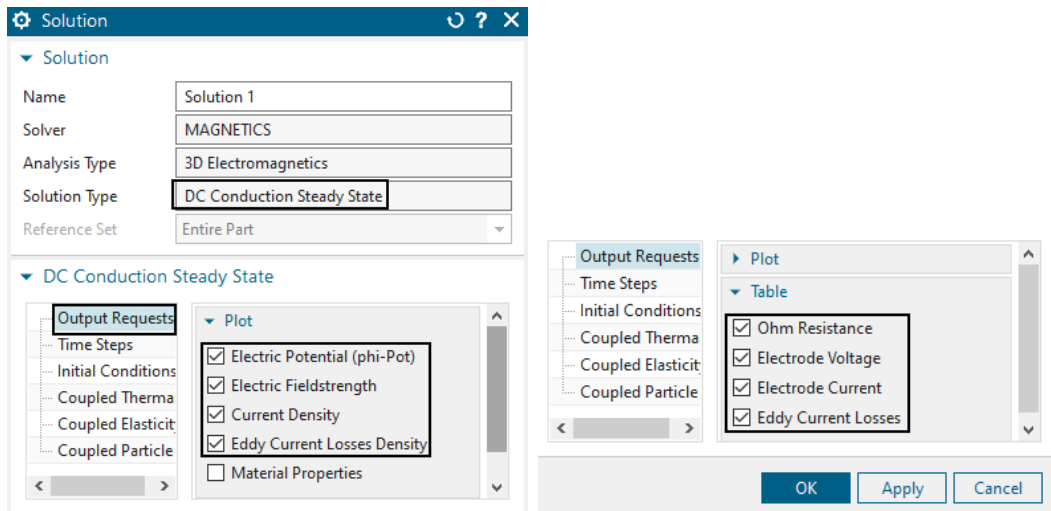 Solution
Solution
Name Solution 1
Solver MAGNETICS
Analysis Type 3D Electromagnetics
Solution Type DC Conduction Steady State
Reference Set Entire Part
DC Conduction Steady State
Output Requests
Time Steps
Initial Conditions
Coupled Therma
Coupled Elasticit
Coupled Particle
Plot
Electric Potential (phi-Pot)
Electric Fieldstrength
Current Density
Eddy Current Losses Density
Material Properties
Output Requests
Time Steps
Initial Conditions
Coupled Therma
Coupled Elasticit
Coupled Particle
Plot
Table
Ohm Resistance
Electrode Voltage
Electrode Current
Eddy Current Losses
OK Apply Cancel